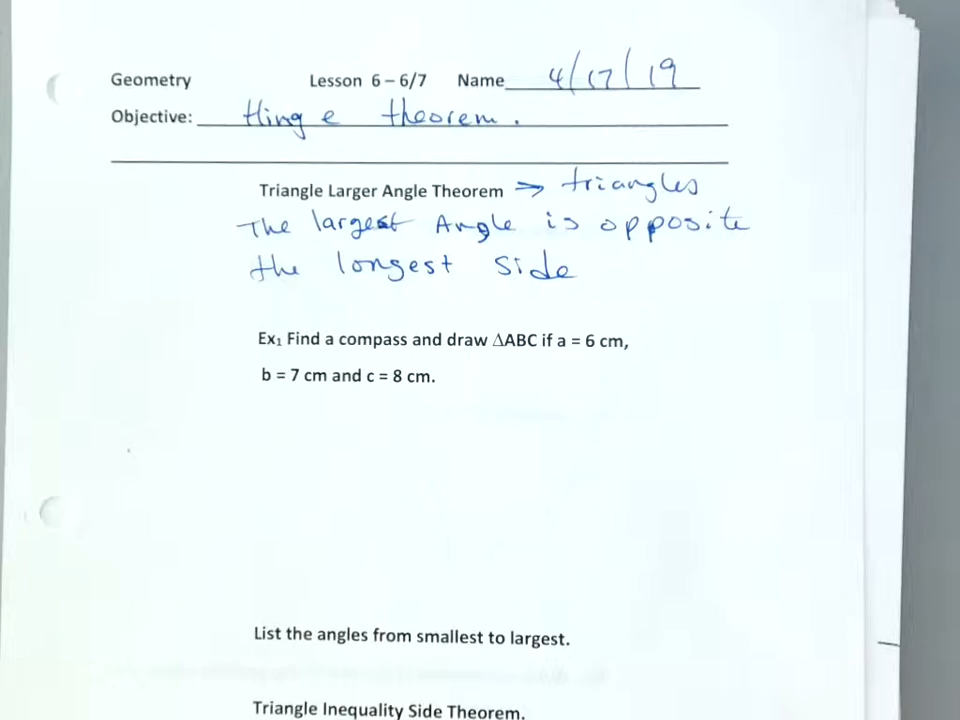 Geometry Lesson 6 – 6/7 Name 4/17/19
Objective: Hinge theorem.
Triangle Larger Angle Theorem ⇒ triangles
The largest Angle is opposite
the longest side
Ex₁ Find a compass and draw ΔABC if a = 6 cm,
b = 7 cm and c = 8 cm.
List the angles from smallest to largest.
Triangle Inequality Side Theorem.